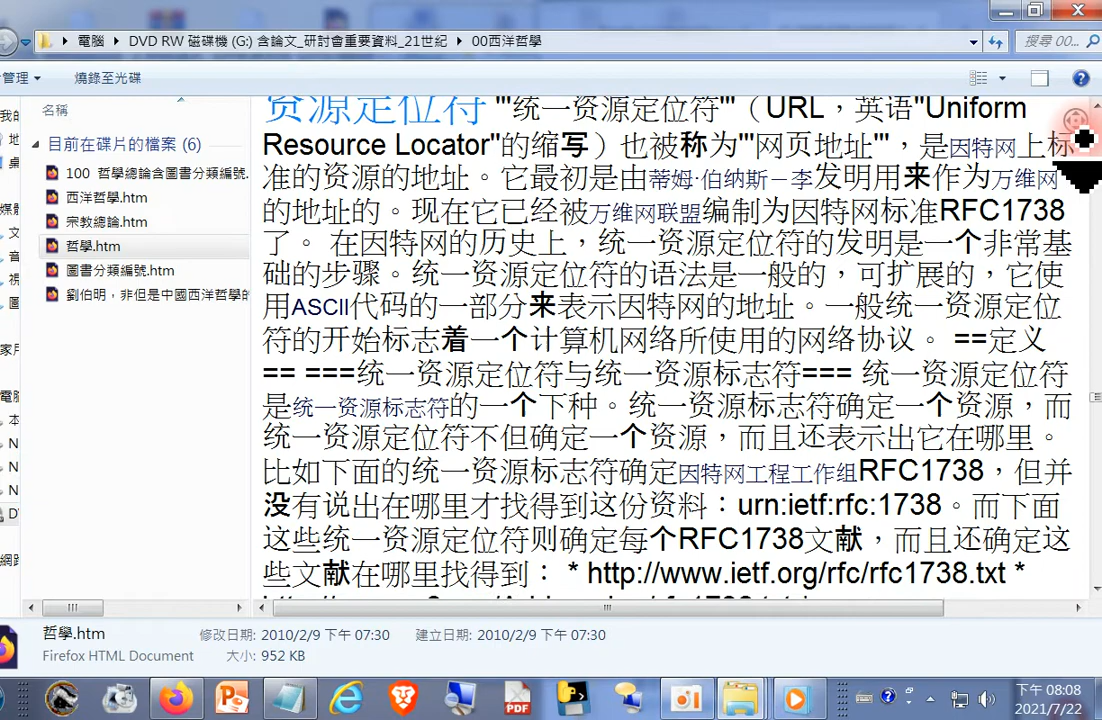 電腦 DVD RW 磁碟機 (G:) 含論文_研討會重要資料_21世紀 00西洋哲學
搜尋 00...
管理 燒錄至光碟
名稱
目前在碟片的檔案 (6)
100 哲學總論含圖書分類編號.
西洋哲學.htm
宗教總論.htm
哲學.htm
圖書分類編號.htm
劉伯明，非但是中國西洋哲學的
资源定位符 '''统一资源定位符'''（URL，英语''Uniform
Resource Locator''的缩写）也被称为'''网页地址'''，是因特网上标
准的资源的地址。它最初是由蒂姆·伯纳斯－李发明用来作为万维网
的地址的。现在它已经被万维网联盟编制为因特网标准RFC1738
了。 在因特网的历史上，统一资源定位符的发明是一个非常基
础的步骤。统一资源定位符的语法是一般的，可扩展的，它使
用ASCII代码的一部分来表示因特网的地址。一般统一资源定位
符的开始标志着一个计算机网络所使用的网络协议。 ==定义
== ===统一资源定位符与统一资源标志符=== 统一资源定位符
是统一资源标志符的一个下种。统一资源标志符确定一个资源，而
统一资源定位符不但确定一个资源，而且还表示出它在哪里。
比如下面的统一资源标志符确定因特网工程工作组RFC1738，但并
没有说出在哪里才找得到这份资料：urn:ietf:rfc:1738。而下面
这些统一资源定位符则确定每个RFC1738文献，而且还确定这
些文献在哪里找得到： * http://www.ietf.org/rfc/rfc1738.txt *
哲學.htm 修改日期: 2010/2/9 下午 07:30 建立日期: 2010/2/9 下午 07:30
Firefox HTML Document 大小: 952 KB
PDF
下午 08:08
2021/7/22